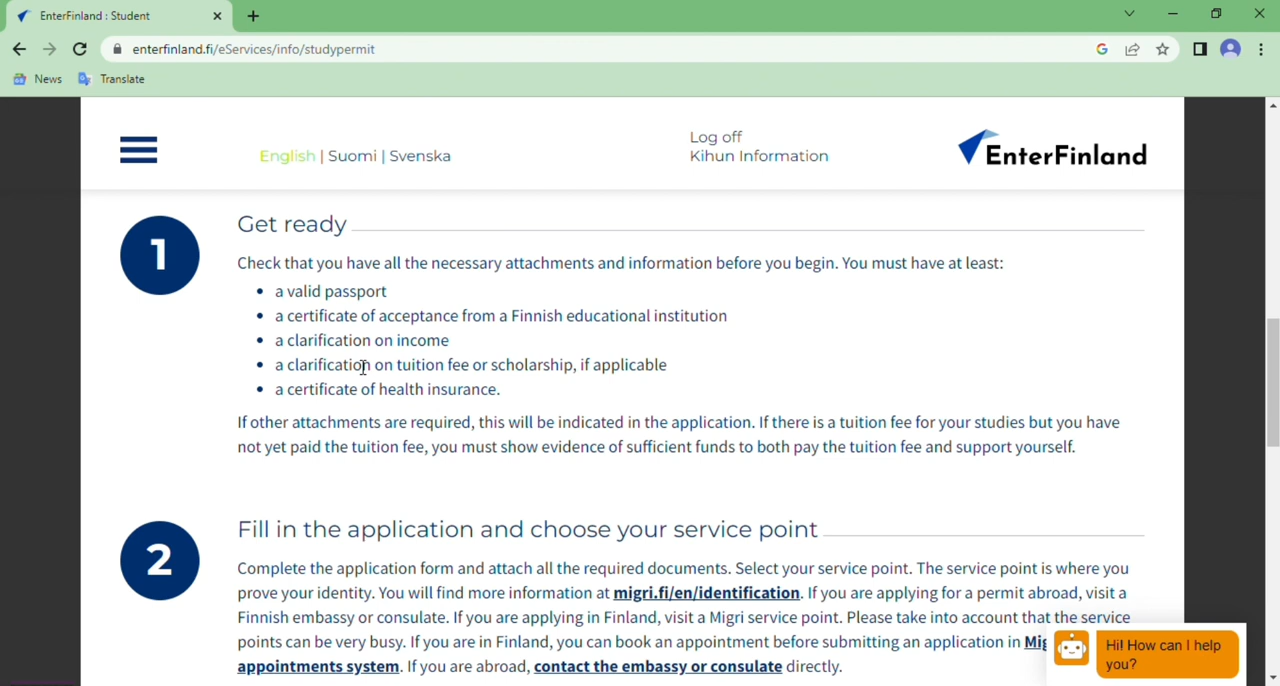 EnterFinland : Student
enterfinland.fi/eServices/info/studypermit
News Translate
English | Suomi | Svenska
Log off
Kihun Information
EnterFinland
1
Get ready
Check that you have all the necessary attachments and information before you begin. You must have at least:
• a valid passport
• a certificate of acceptance from a Finnish educational institution
• a clarification on income
• a clarification on tuition fee or scholarship, if applicable
• a certificate of health insurance.
If other attachments are required, this will be indicated in the application. If there is a tuition fee for your studies but you have
not yet paid the tuition fee, you must show evidence of sufficient funds to both pay the tuition fee and support yourself.
2
Fill in the application and choose your service point
Complete the application form and attach all the required documents. Select your service point. The service point is where you
prove your identity. You will find more information at migri.fi/en/identification. If you are applying for a permit abroad, visit a
Finnish embassy or consulate. If you are applying in Finland, visit a Migri service point. Please take into account that the service
points can be very busy. If you are in Finland, you can book an appointment before submitting an application in
appointments system. If you are abroad, contact the embassy or consulate directly.
Hi! How can I help
you?